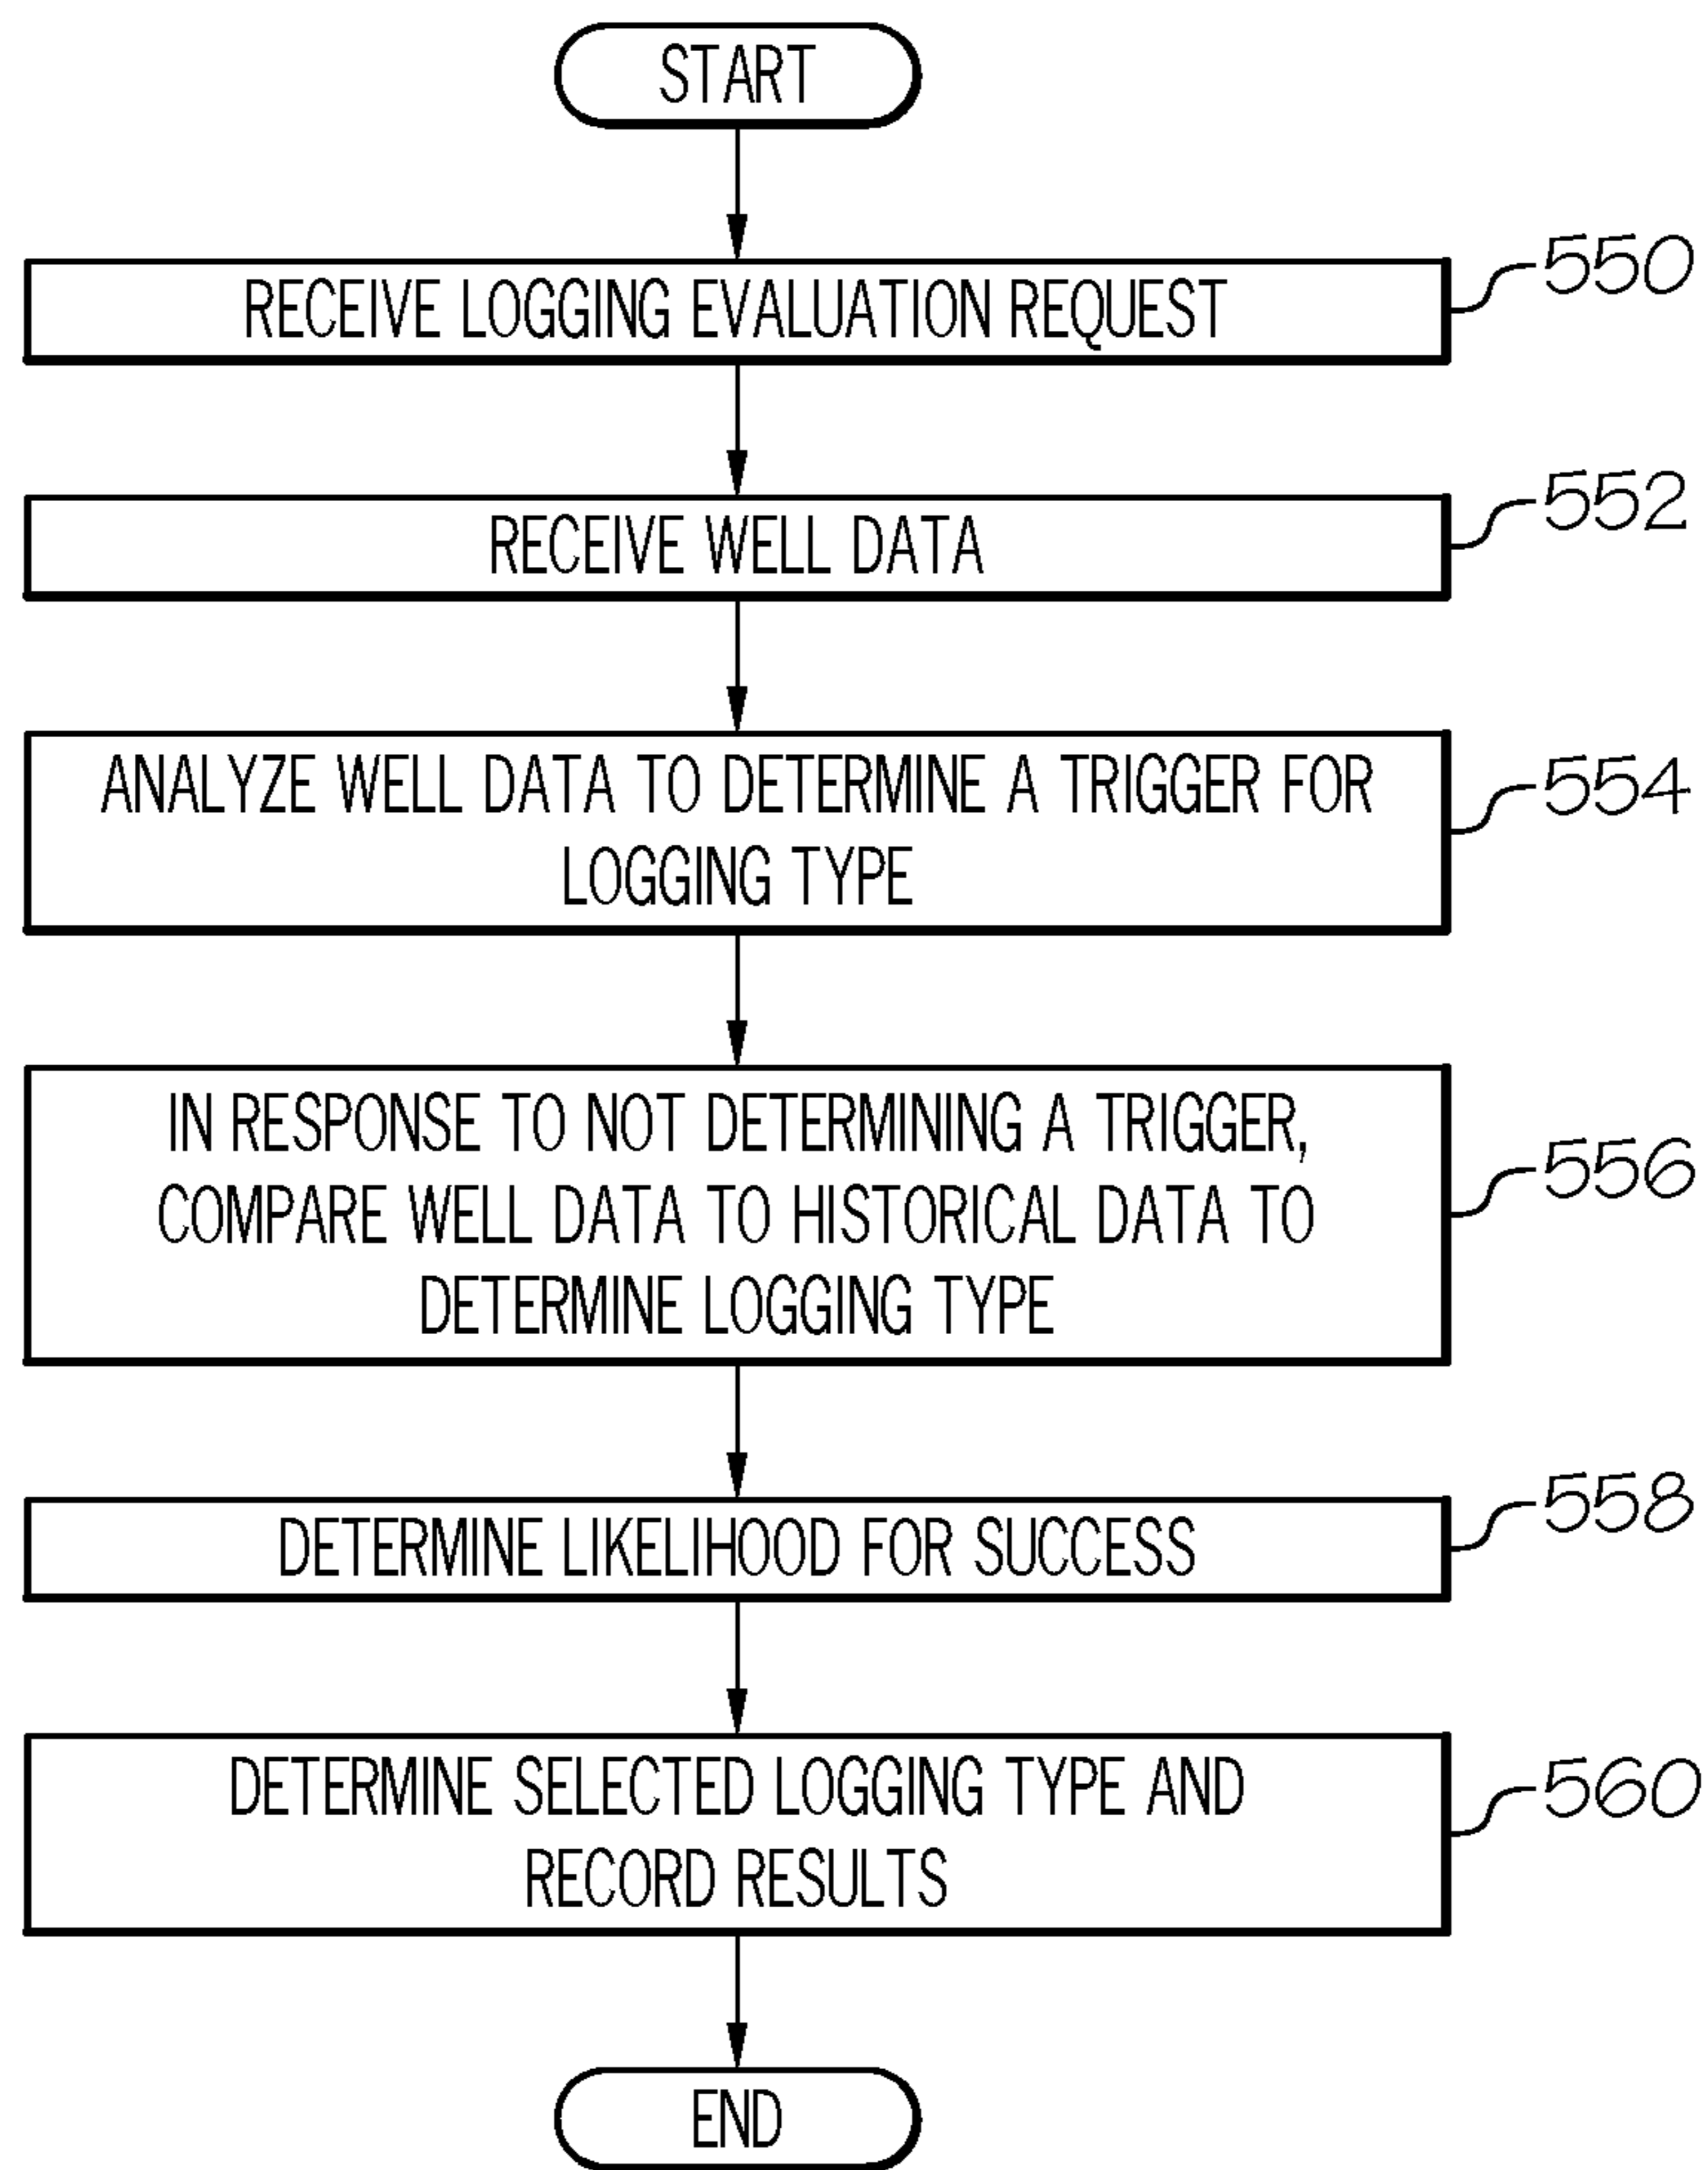 START
RECEIVE LOGGING EVALUATION REQUEST
550
RECEIVE WELL DATA
552
ANALYZE WELL DATA TO DETERMINE A TRIGGER FOR
LOGGING TYPE
554
IN RESPONSE TO NOT DETERMINING A TRIGGER,
COMPARE WELL DATA TO HISTORICAL DATA TO
DETERMINE LOGGING TYPE
556
DETERMINE LIKELIHOOD FOR SUCCESS
558
DETERMINE SELECTED LOGGING TYPE AND
RECORD RESULTS
560
END